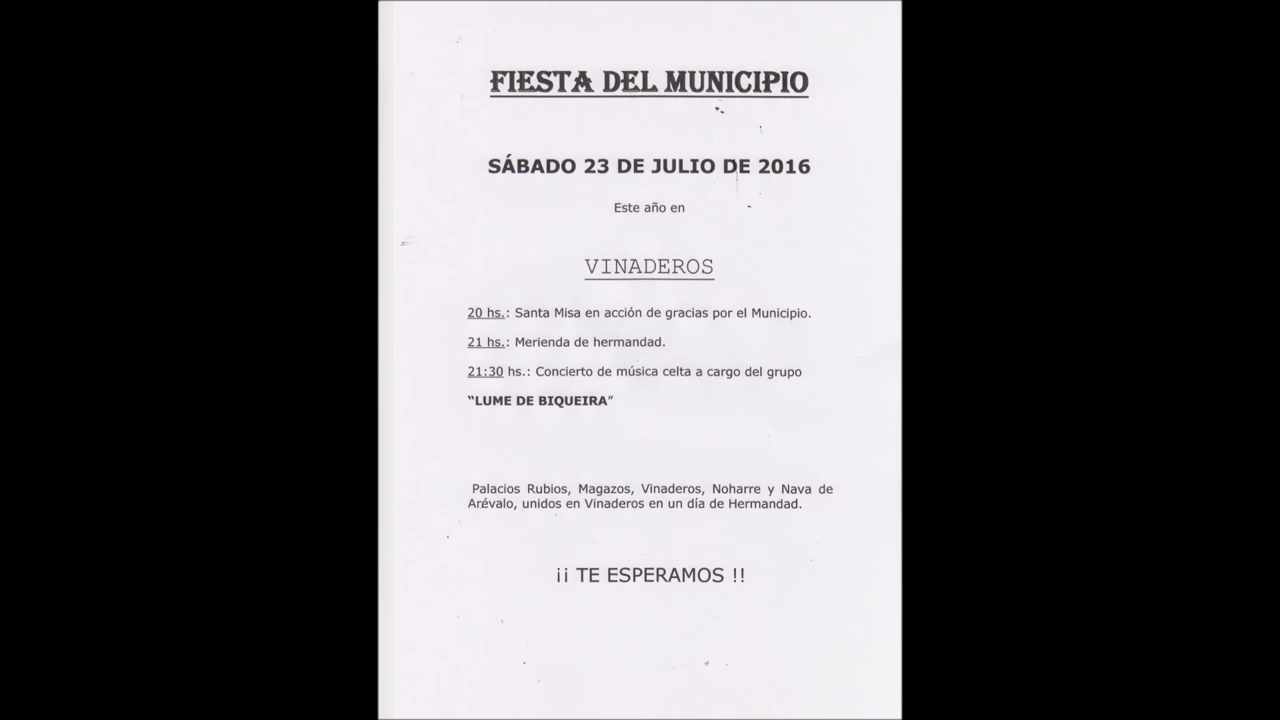 FIESTA DEL MUNICIPIO
SÁBADO 23 DE JULIO DE 2016
Este año en
VINADEROS
20 hs.: Santa Misa en acción de gracias por el Municipio.
21 hs.: Merienda de hermandad.
21:30 hs.: Concierto de música celta a cargo del grupo
“LUME DE BIQUEIRA”
Palacios Rubios, Magazos, Vinaderos, Noharre y Nava de
Arévalo, unidos en Vinaderos en un día de Hermandad.
¡¡ TE ESPERAMOS !!